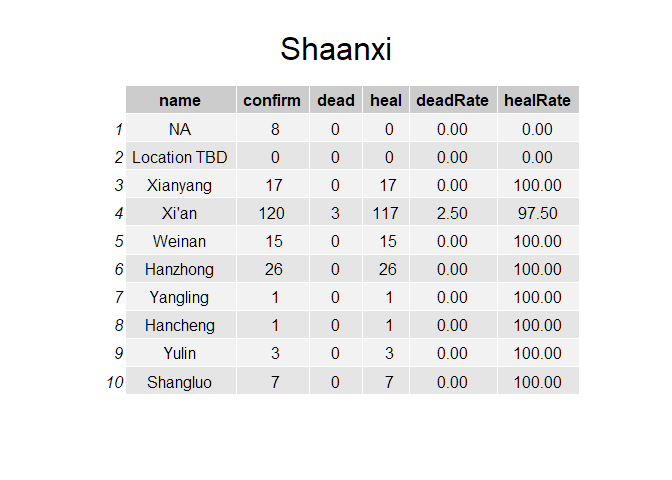 Shaanxi
name confirm dead heal deadRate healRate
1 NA 8 0 0 0.00 0.00
2 Location TBD 0 0 0 0.00 0.00
3 Xianyang 17 0 17 0.00 100.00
4 Xi'an 120 3 117 2.50 97.50
5 Weinan 15 0 15 0.00 100.00
6 Hanzhong 26 0 26 0.00 100.00
7 Yangling 1 0 1 0.00 100.00
8 Hancheng 1 0 1 0.00 100.00
9 Yulin 3 0 3 0.00 100.00
10 Shangluo 7 0 7 0.00 100.00